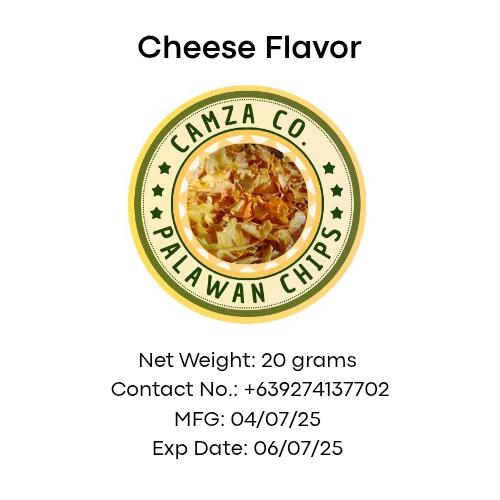 Cheese Flavor
CAMZA CO.
PALAWAN CHIPS
Net Weight: 20 grams
Contact No.: +639274137702
MFG: 04/07/25
Exp Date: 06/07/25